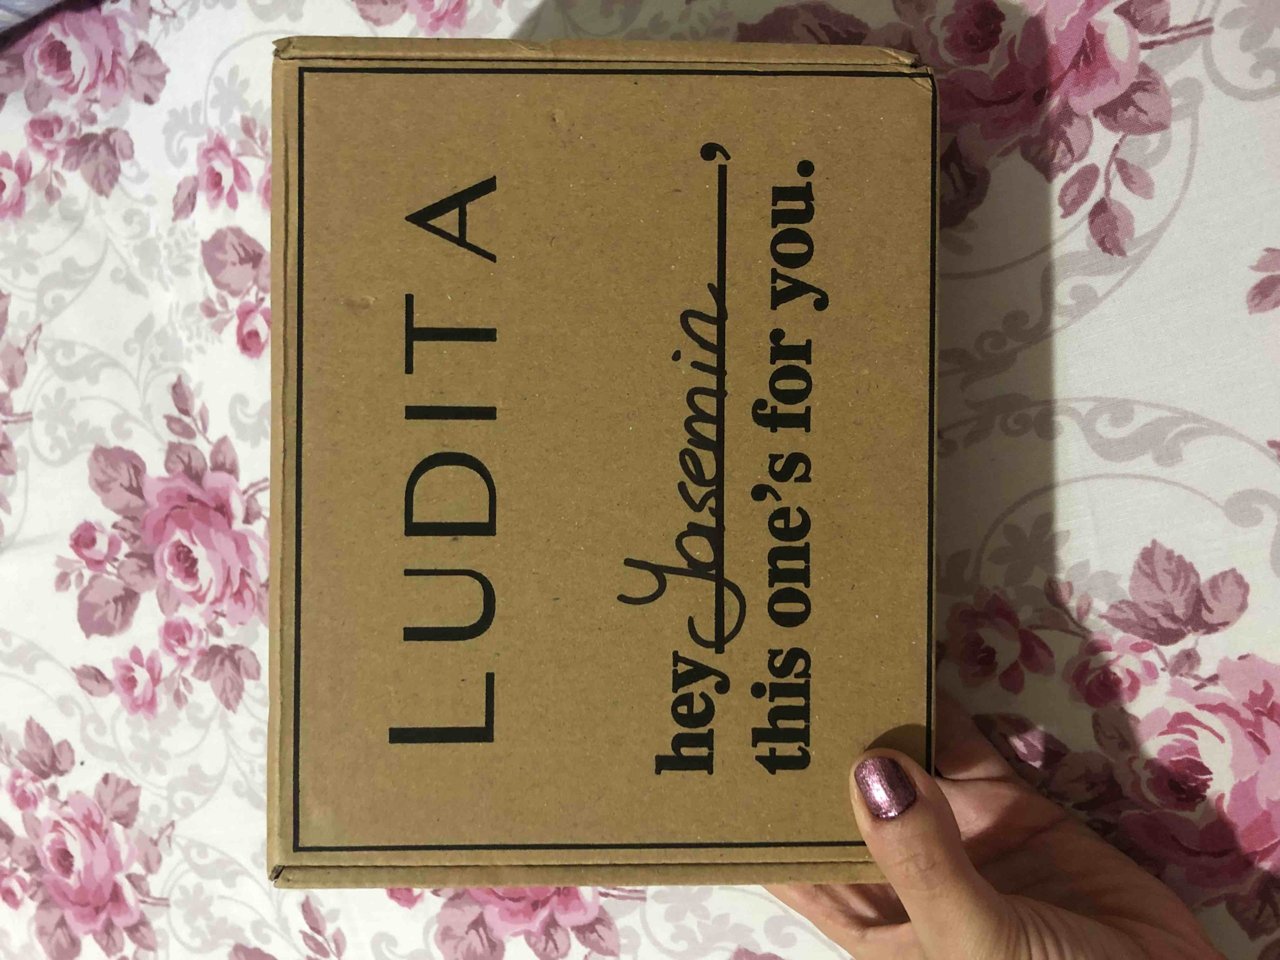 LUDITA
hey Yasemin,
this one's for you.